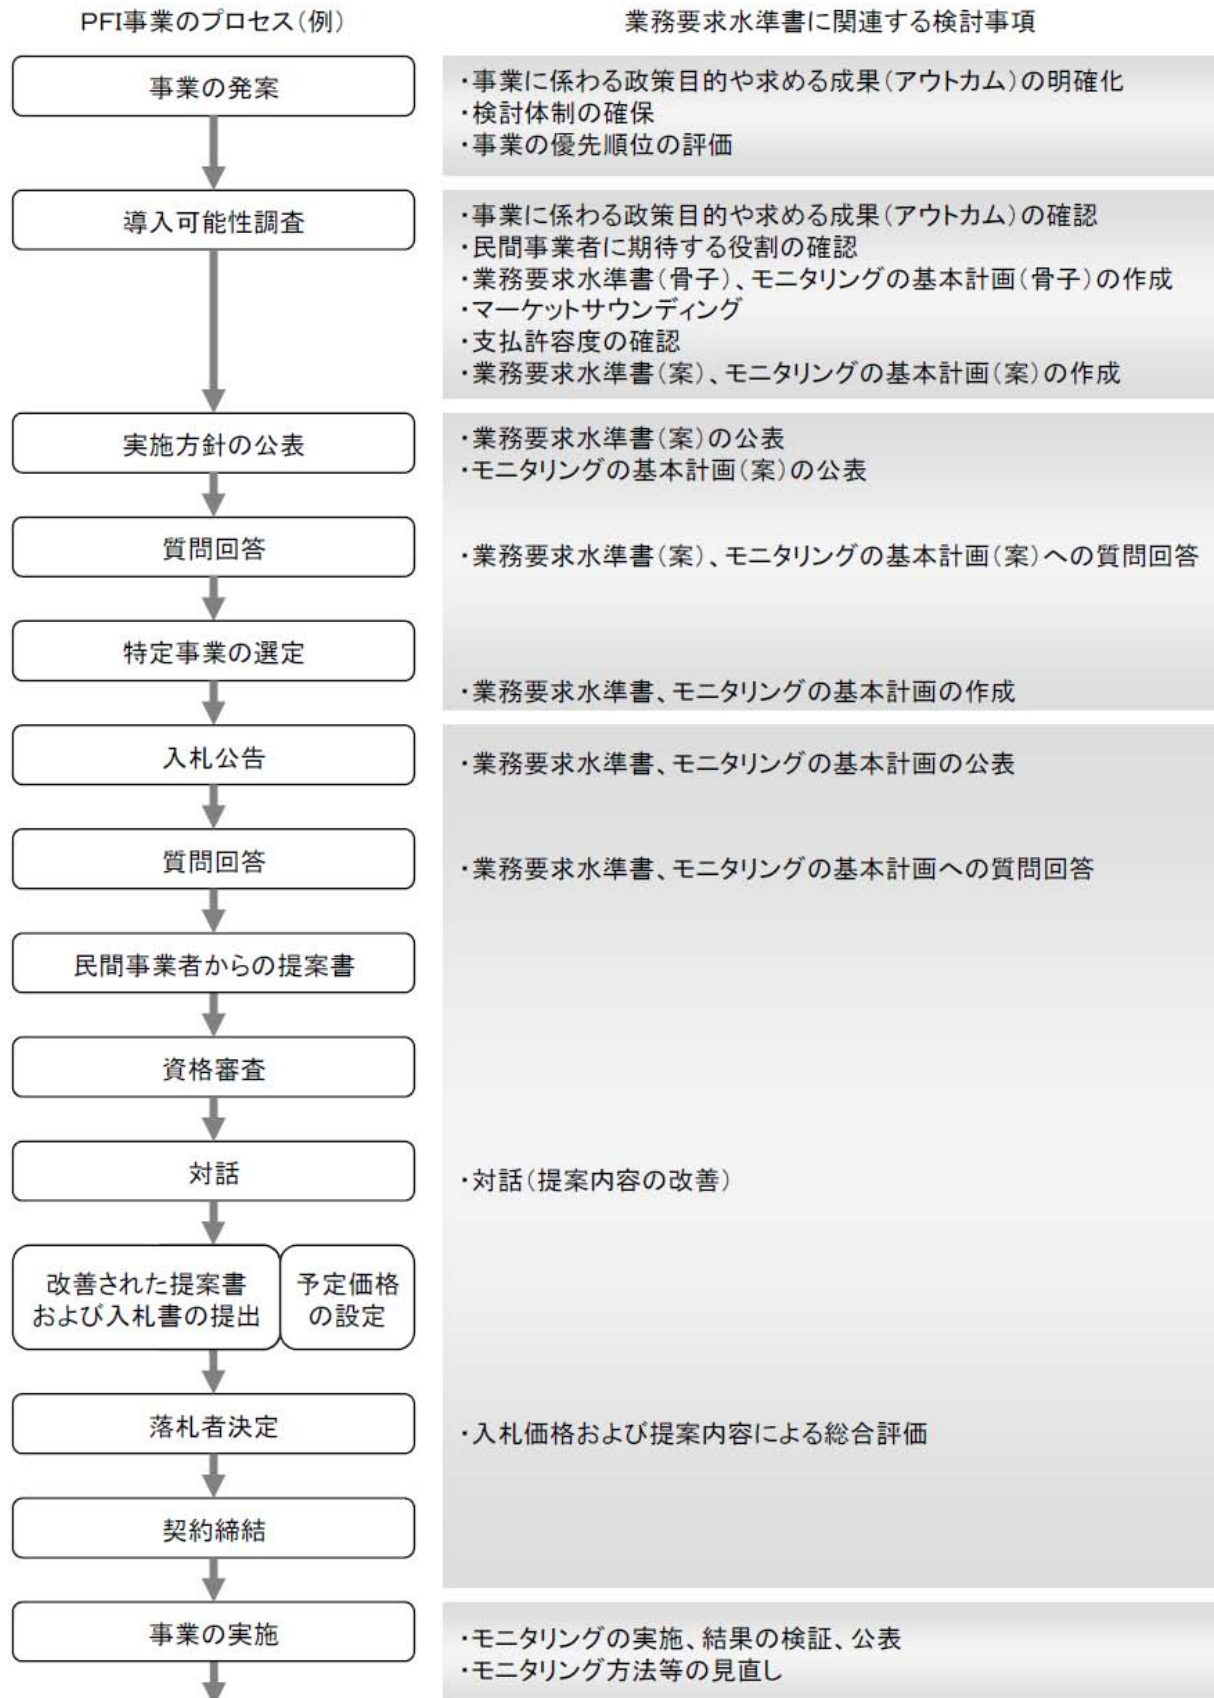 PFI事業のプロセス（例）
業務要求水準書に関連する検討事項
事業の発案
・事業に係わる政策目的や求める成果（アウトカム）の明確化
・検討体制の確保
・事業の優先順位の評価
導入可能性調査
・事業に係わる政策目的や求める成果（アウトカム）の確認
・民間事業者に期待する役割の確認
・業務要求水準書（骨子）、モニタリングの基本計画（骨子）の作成
・マーケットサウンディング
・支払許容度の確認
・業務要求水準書（案）、モニタリングの基本計画（案）の作成
実施方針の公表
・業務要求水準書（案）の公表
・モニタリングの基本計画（案）の公表
質問回答
・業務要求水準書（案）、モニタリングの基本計画（案）への質問回答
特定事業の選定
・業務要求水準書、モニタリングの基本計画の作成
入札公告
・業務要求水準書、モニタリングの基本計画の公表
質問回答
・業務要求水準書、モニタリングの基本計画への質問回答
民間事業者からの提案書
資格審査
対話
・対話（提案内容の改善）
改善された提案書
および入札書の提出
予定価格
の設定
落札者決定
・入札価格および提案内容による総合評価
契約締結
事業の実施
・モニタリングの実施、結果の検証、公表
・モニタリング方法等の見直し